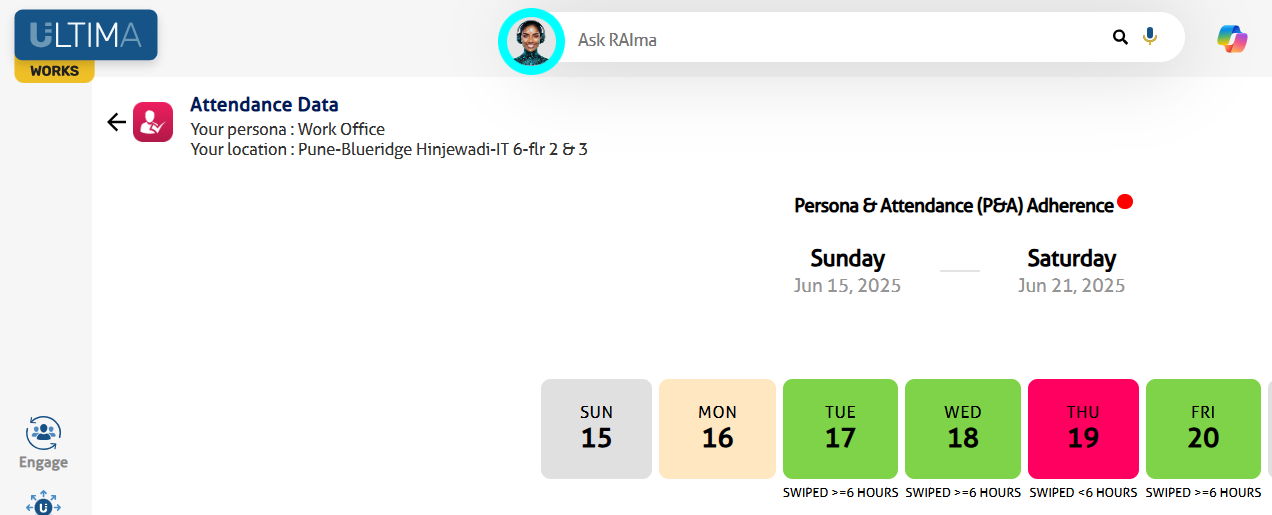 ULTIMA
WORKS
Ask RAIma
Attendance Data
Your persona : Work Office
Your location : Pune-Blueridge Hinjewadi-IT 6-flr 2 & 3
Persona & Attendance (P&A) Adherence
Sunday Saturday
Jun 15, 2025 Jun 21, 2025
SUN MON TUE WED THU FRI
15 16 17 18 19 20
SWIPED >=6 HOURS SWIPED >=6 HOURS SWIPED <6 HOURS SWIPED >=6 HOURS
Engage